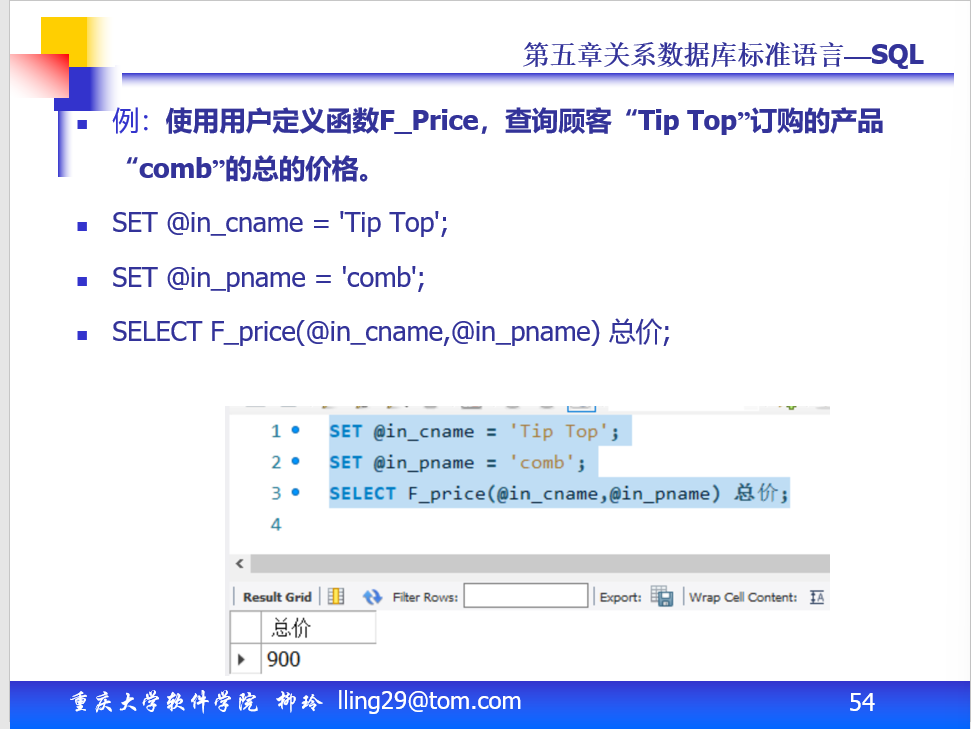 第五章关系数据库标准语言—SQL
例：使用用户定义函数F_Price，查询顾客“Tip Top”订购的产品
“comb”的总的价格。
SET @in_cname = 'Tip Top';
SET @in_pname = 'comb';
SELECT F_price(@in_cname,@in_pname) 总价;
1 SET @in_cname = 'Tip Top';
2 SET @in_pname = 'comb';
3 SELECT F_price(@in_cname,@in_pname) 总价;
4
Result Grid Filter Rows: Export: Wrap Cell Content:
总价
900
重庆大学软件学院 柳玲 lling29@tom.com 54